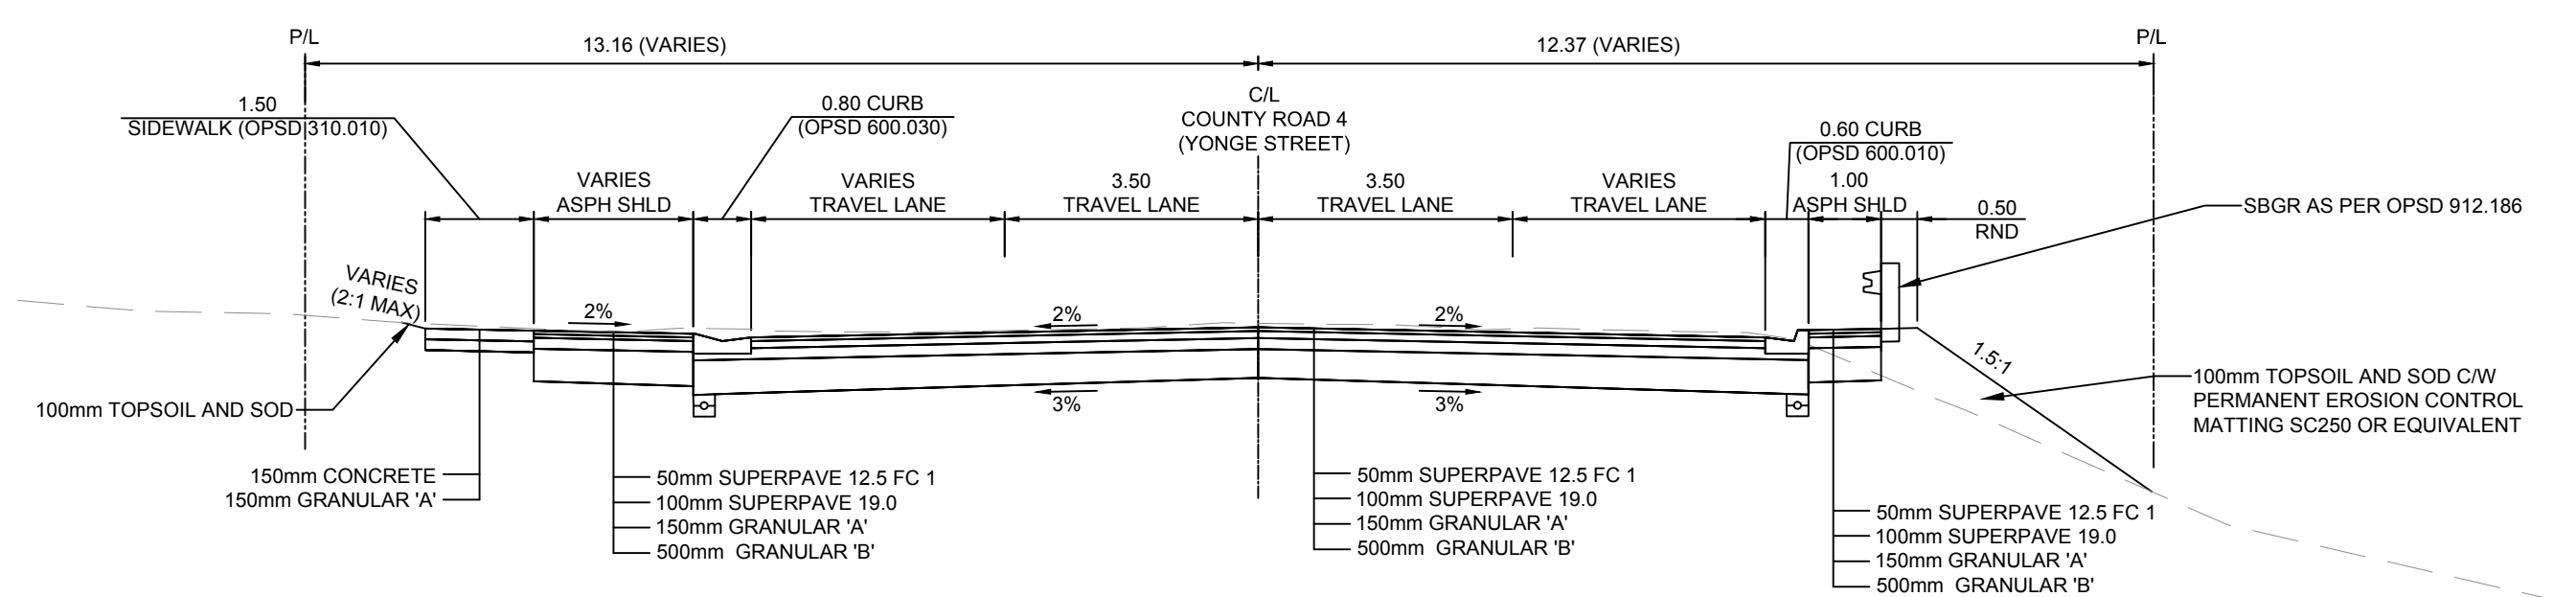 P/L
13.16 (VARIES)
12.37 (VARIES)
P/L
1.50
SIDEWALK (OPSD 310.010)
0.80 CURB
(OPSD 600.030)
C/L
COUNTY ROAD 4
(YONGE STREET)
0.60 CURB
(OPSD 600.010)
VARIES
ASPH SHLD
VARIES
TRAVEL LANE
3.50
TRAVEL LANE
3.50
TRAVEL LANE
VARIES
TRAVEL LANE
1.00
ASPH SHLD
0.50
RND
SBGR AS PER OPSD 912.186
VARIES
(2:1 MAX)
2%
2%
2%
1.5:1
3%
3%
100mm TOPSOIL AND SOD
100mm TOPSOIL AND SOD C/W
PERMANENT EROSION CONTROL
MATTING SC250 OR EQUIVALENT
150mm CONCRETE
150mm GRANULAR 'A'
50mm SUPERPAVE 12.5 FC 1
100mm SUPERPAVE 19.0
150mm GRANULAR 'A'
500mm GRANULAR 'B'
50mm SUPERPAVE 12.5 FC 1
100mm SUPERPAVE 19.0
150mm GRANULAR 'A'
500mm GRANULAR 'B'
50mm SUPERPAVE 12.5 FC 1
100mm SUPERPAVE 19.0
150mm GRANULAR 'A'
500mm GRANULAR 'B'